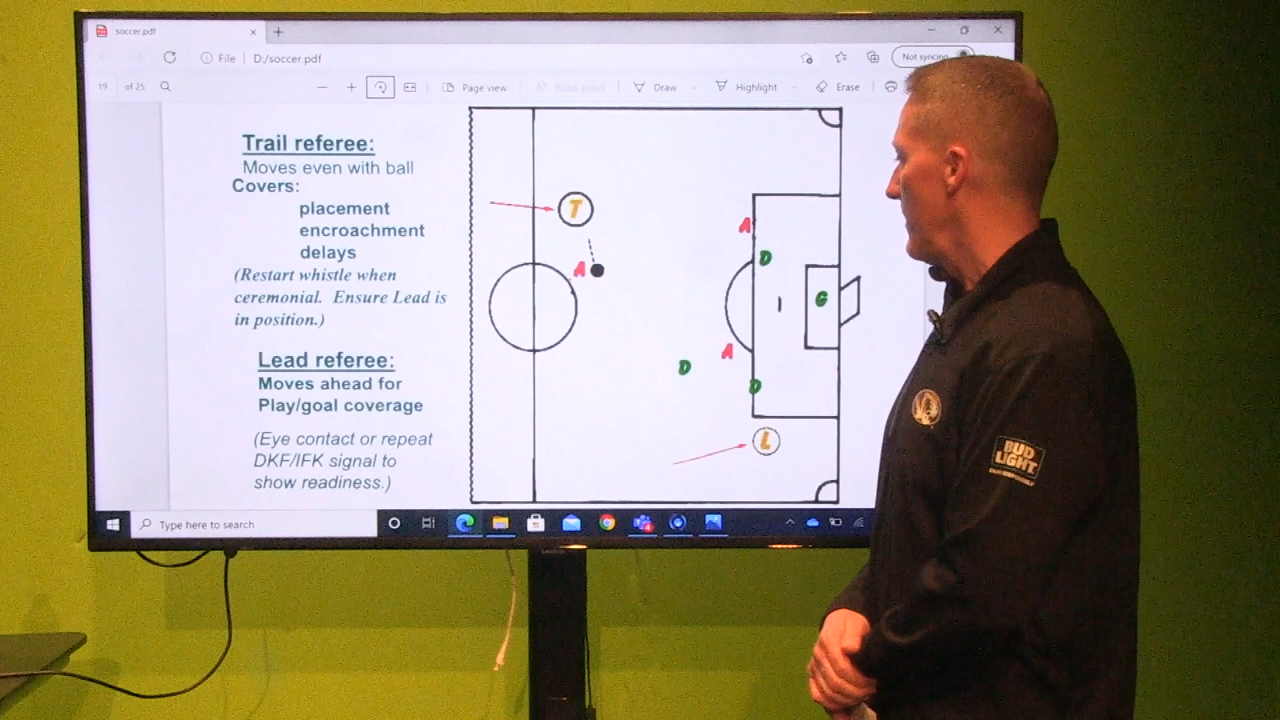 soccer.pdf
File
D:/soccer.pdf
Not syncing
19 of 25
Page view
Read aloud
Draw
Highlight
Erase
Trail referee:
Moves even with ball
Covers:
placement
encroachment
delays
(Restart whistle when
ceremonial. Ensure Lead is
in position.)
Lead referee:
Moves ahead for
Play/goal coverage
(Eye contact or repeat
DKF/IFK signal to
show readiness.)
T
A
A
D
G
A
D
D
L
Type here to search
BUD
LIGHT